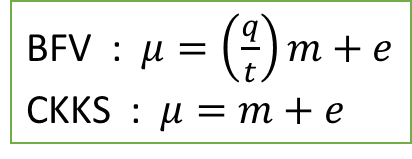 BFV : μ = (q/t) m + e
CKKS : μ = m + e